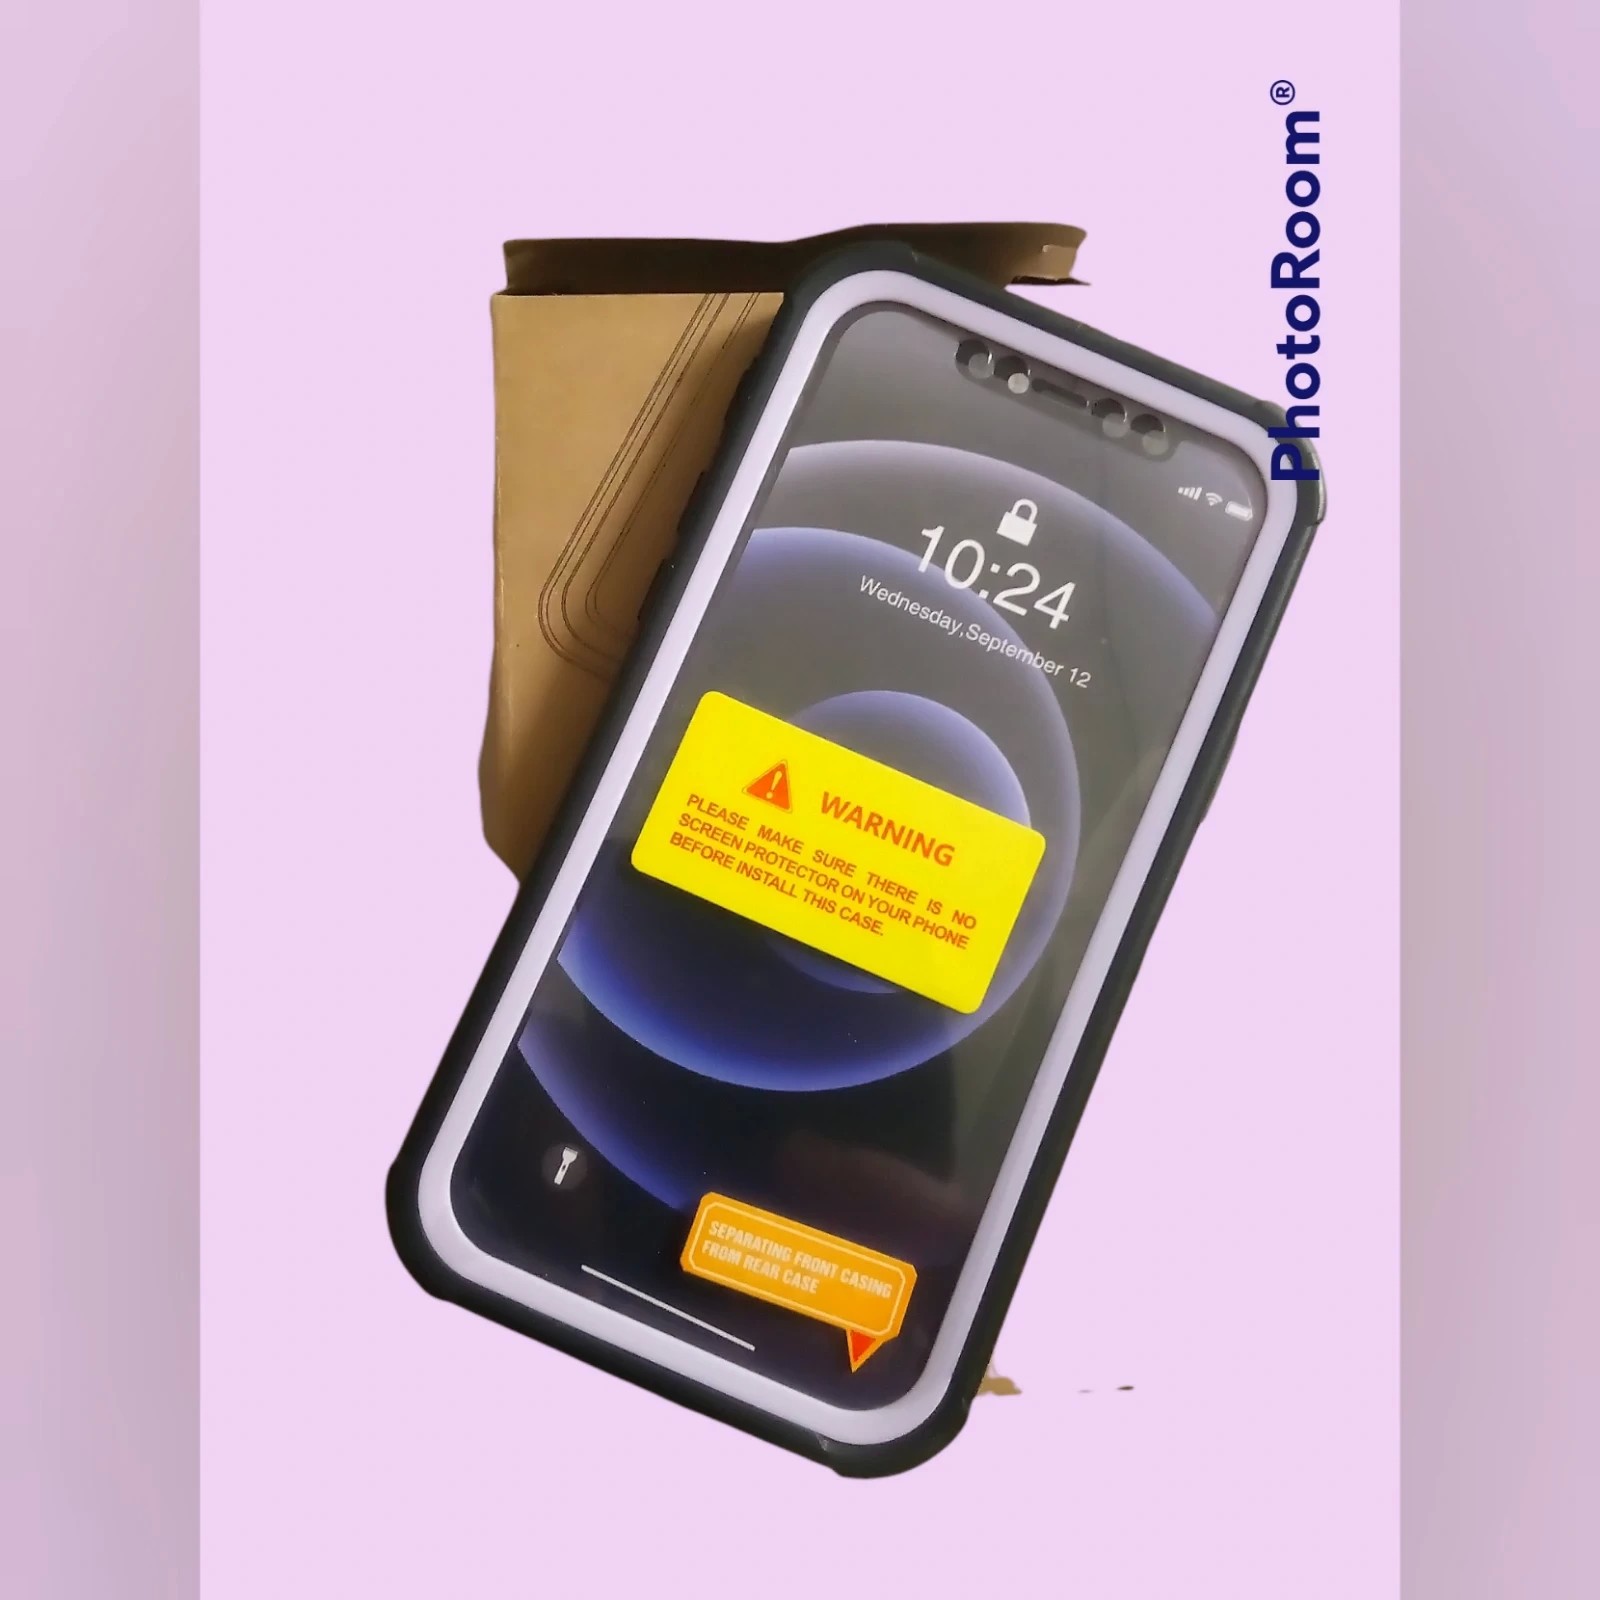 PhotoRoom®
10:24
Wednesday,September 12
WARNING
PLEASE MAKE SURE THERE IS NO
SCREEN PROTECTOR ON YOUR PHONE
BEFORE INSTALL THIS CASE.
SEPARATING FRONT CASING
FROM REAR CASE